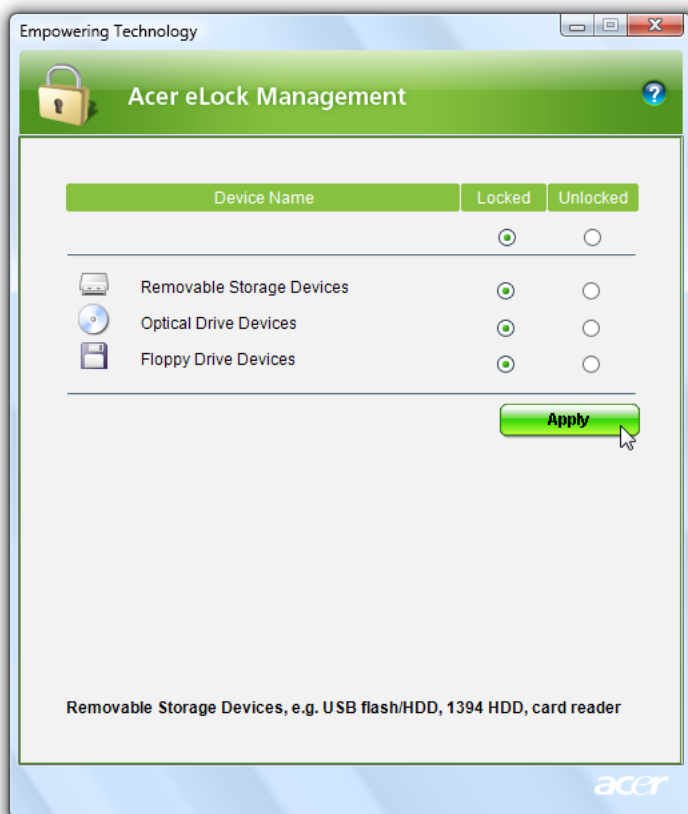 Empowering Technology
Acer eLock Management
Device Name Locked Unlocked
Removable Storage Devices
Optical Drive Devices
Floppy Drive Devices
Apply
Removable Storage Devices, e.g. USB flash/HDD, 1394 HDD, card reader
acer